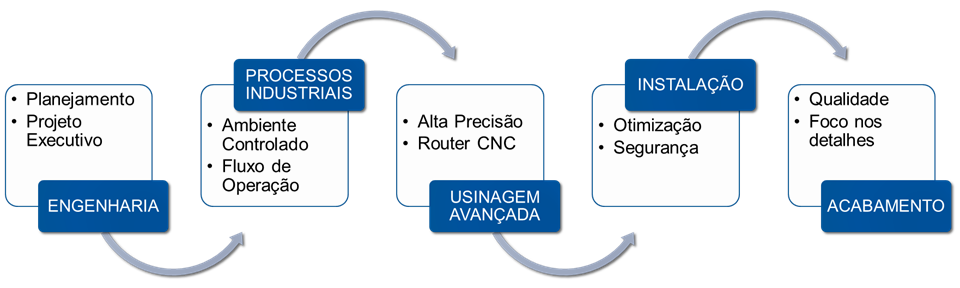 • Planejamento
• Projeto
Executivo
ENGENHARIA
PROCESSOS
INDUSTRIAIS
• Ambiente
Controlado
• Fluxo de
Operação
• Alta Precisão
• Router CNC
USINAGEM
AVANÇADA
INSTALAÇÃO
• Otimização
• Segurança
• Qualidade
• Foco nos
detalhes
ACABAMENTO